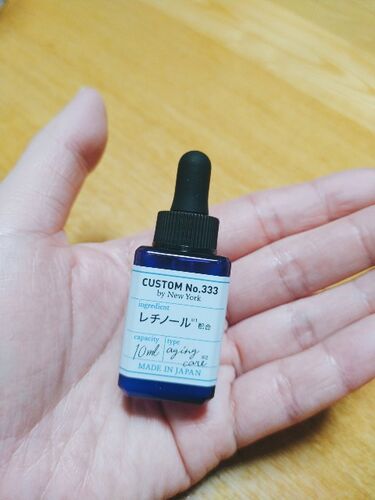 CUSTOM No.333
by New York
ingredient
レチノール※1 配合
capacity type
10ml aging care※2
MADE IN JAPAN